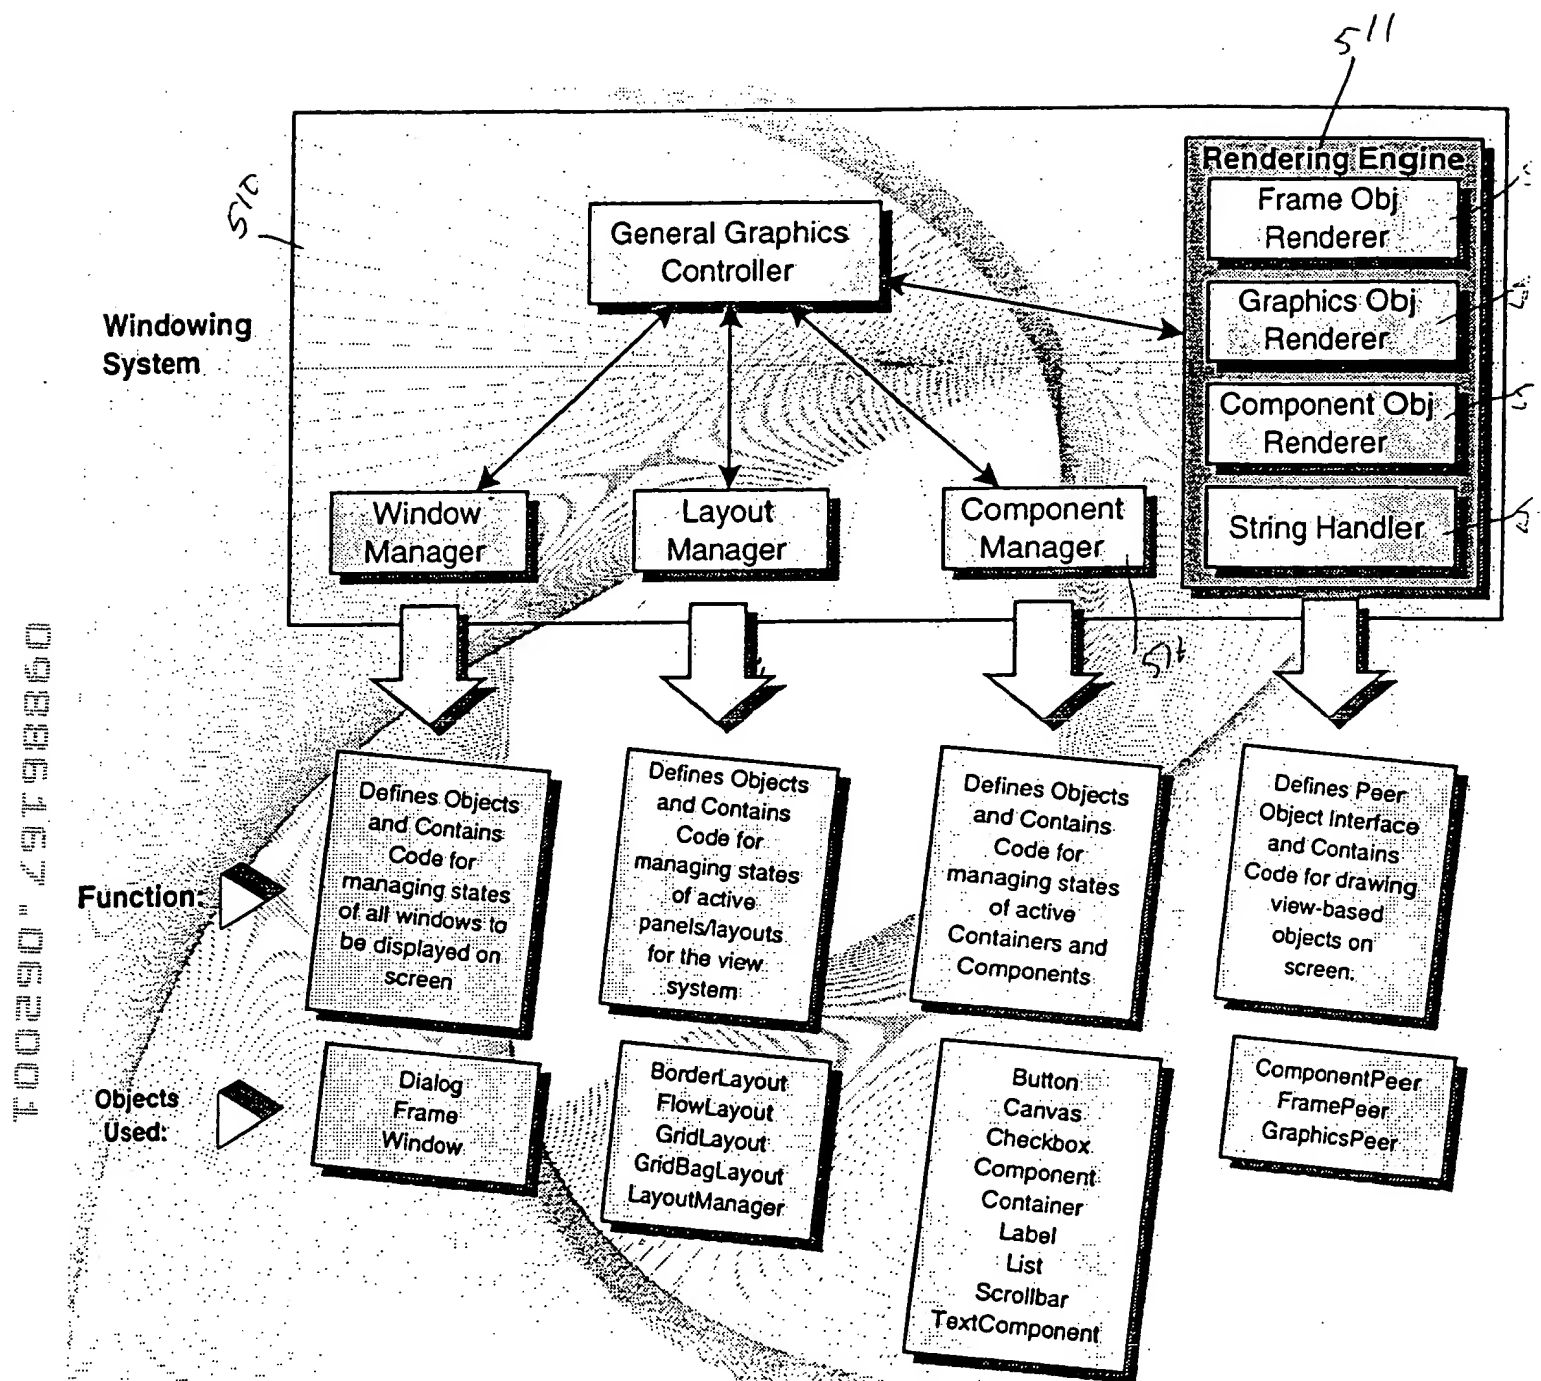 511
Rendering Engine
Frame Obj
Renderer
510
General Graphics
Controller
Graphics Obj
Renderer
Windowing
System
Component Obj
Renderer
Window
Manager
Layout
Manager
Component
Manager
String Handler
Defines Objects
and Contains
Code for
managing states
of all windows to
be displayed on
screen
Defines Objects
and Contains
Code for
managing states
of active
panels/layouts
for the view
system
Defines Objects
and Contains
Code for
managing states
of active
Containers and
Components
Defines Peer
Object Interface
and Contains
Code for drawing
view-based
objects on
screen.
Function:
Objects
Used:
Dialog
Frame
Window
BorderLayout
FlowLayout
GridLayout
GridBagLayout
LayoutManager
Button
Canvas
Checkbox
Component
Container
Label
List
Scrollbar
TextComponent
ComponentPeer
FramePeer
GraphicsPeer
09886167.062001